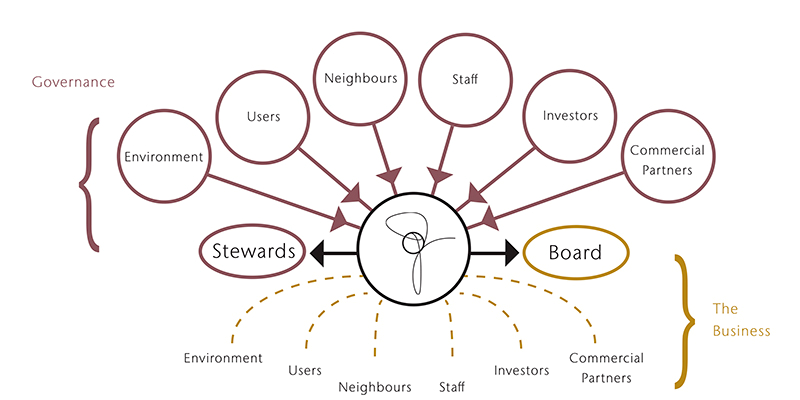 Governance
Neighbours
Staff
Users
Investors
Environment
Commercial
Partners
Stewards
Board
The
Business
Environment
Users
Neighbours
Staff
Investors
Commercial
Partners